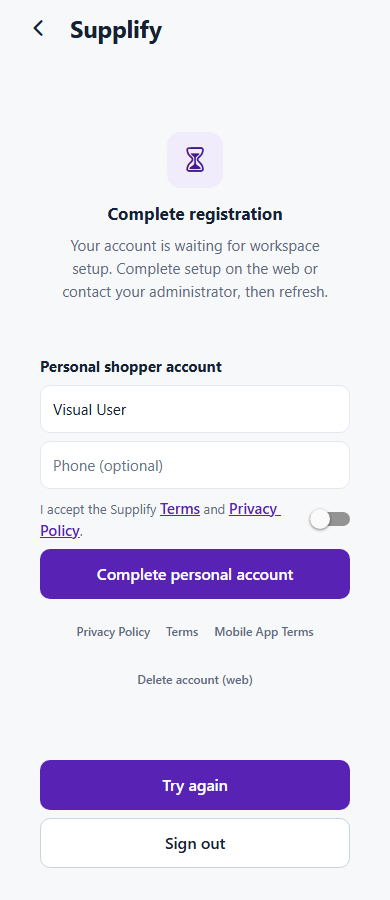 Supplify
Complete registration
Your account is waiting for workspace
setup. Complete setup on the web or
contact your administrator, then refresh.
Personal shopper account
Visual User
Phone (optional)
I accept the Supplify Terms and Privacy
Policy.
Complete personal account
Privacy Policy Terms Mobile App Terms
Delete account (web)
Try again
Sign out